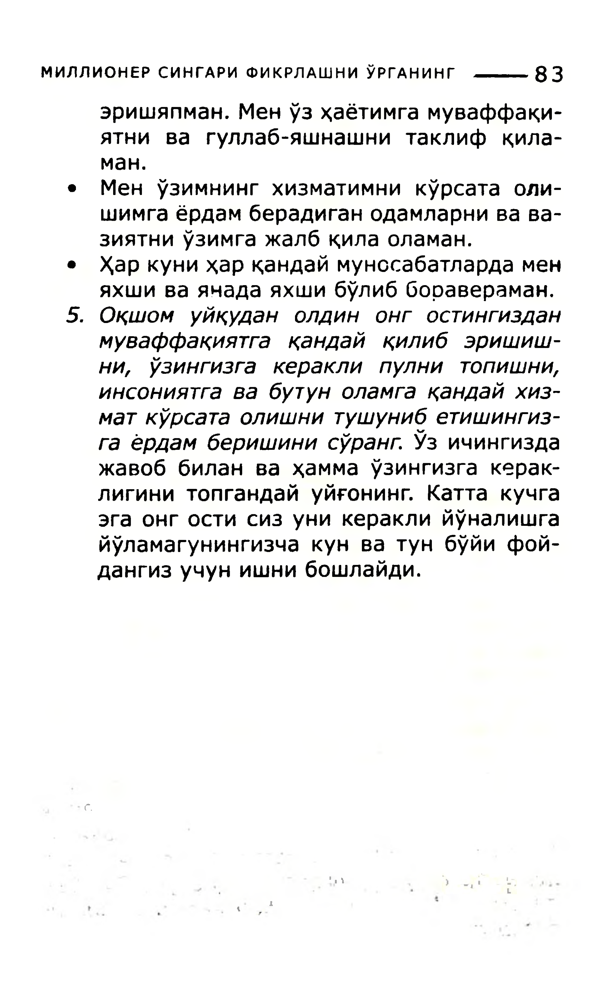 МИЛЛИОНЕР СИНГАРИ ФИКРЛАШНИ ЎРГАНИНГ —— 83
эришяпман. Мен ўз ҳаётимга муваффақи-
ятни ва гуллаб-яшнашни таклиф қила-
ман.
• Мен ўзимнинг хизматимни кўрсата оли-
шимга ёрдам берадиган одамларни ва ва-
зиятни ўзимга жалб қила оламан.
• Ҳар куни ҳар қандай муносабатларда мен
яхши ва янада яхши бўлиб боравераман.
5. Оқшом уйқудан олдин онг остингиздан
муваффақиятга қандай қилиб эришиш-
ни, ўзингизга керакли пулни топишни,
инсониятга ва бутун оламга қандай хиз-
мат кўрсата олишни тушуниб етишингиз-
га ёрдам беришини сўранг. Ўз ичингизда
жавоб билан ва ҳамма ўзингизга керак-
лигини топгандай уйғонинг. Катта кучга
эга онг ости сиз уни керакли йўналишга
йўламагунингизча кун ва тун бўйи фой-
дангиз учун ишни бошлайди.